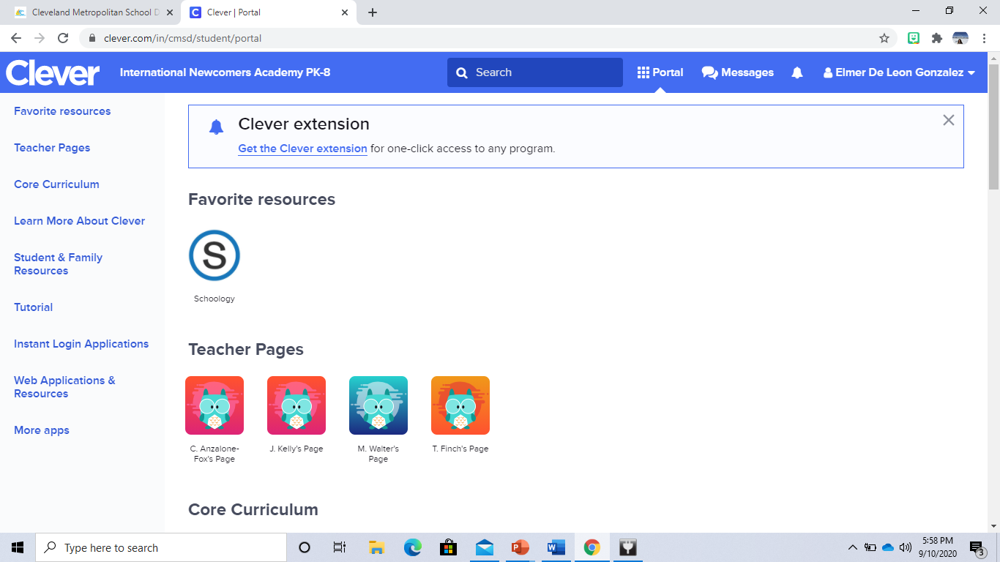 Cleveland Metropolitan School D
Clever | Portal
clever.com/in/cmsd/student/portal
Clever
International Newcomers Academy PK-8
Search
Portal
Messages
Elmer De Leon Gonzalez
Favorite resources
Teacher Pages
Core Curriculum
Learn More About Clever
Student & Family
Resources
Tutorial
Instant Login Applications
Web Applications &
Resources
More apps
Clever extension
Get the Clever extension for one-click access to any program.
Favorite resources
S
Schoology
Teacher Pages
C. Anzalone-
Fox's Page
J. Kelly's Page
M. Walter's
Page
T. Finch's Page
Core Curriculum
Type here to search
5:58 PM
9/10/2020
3